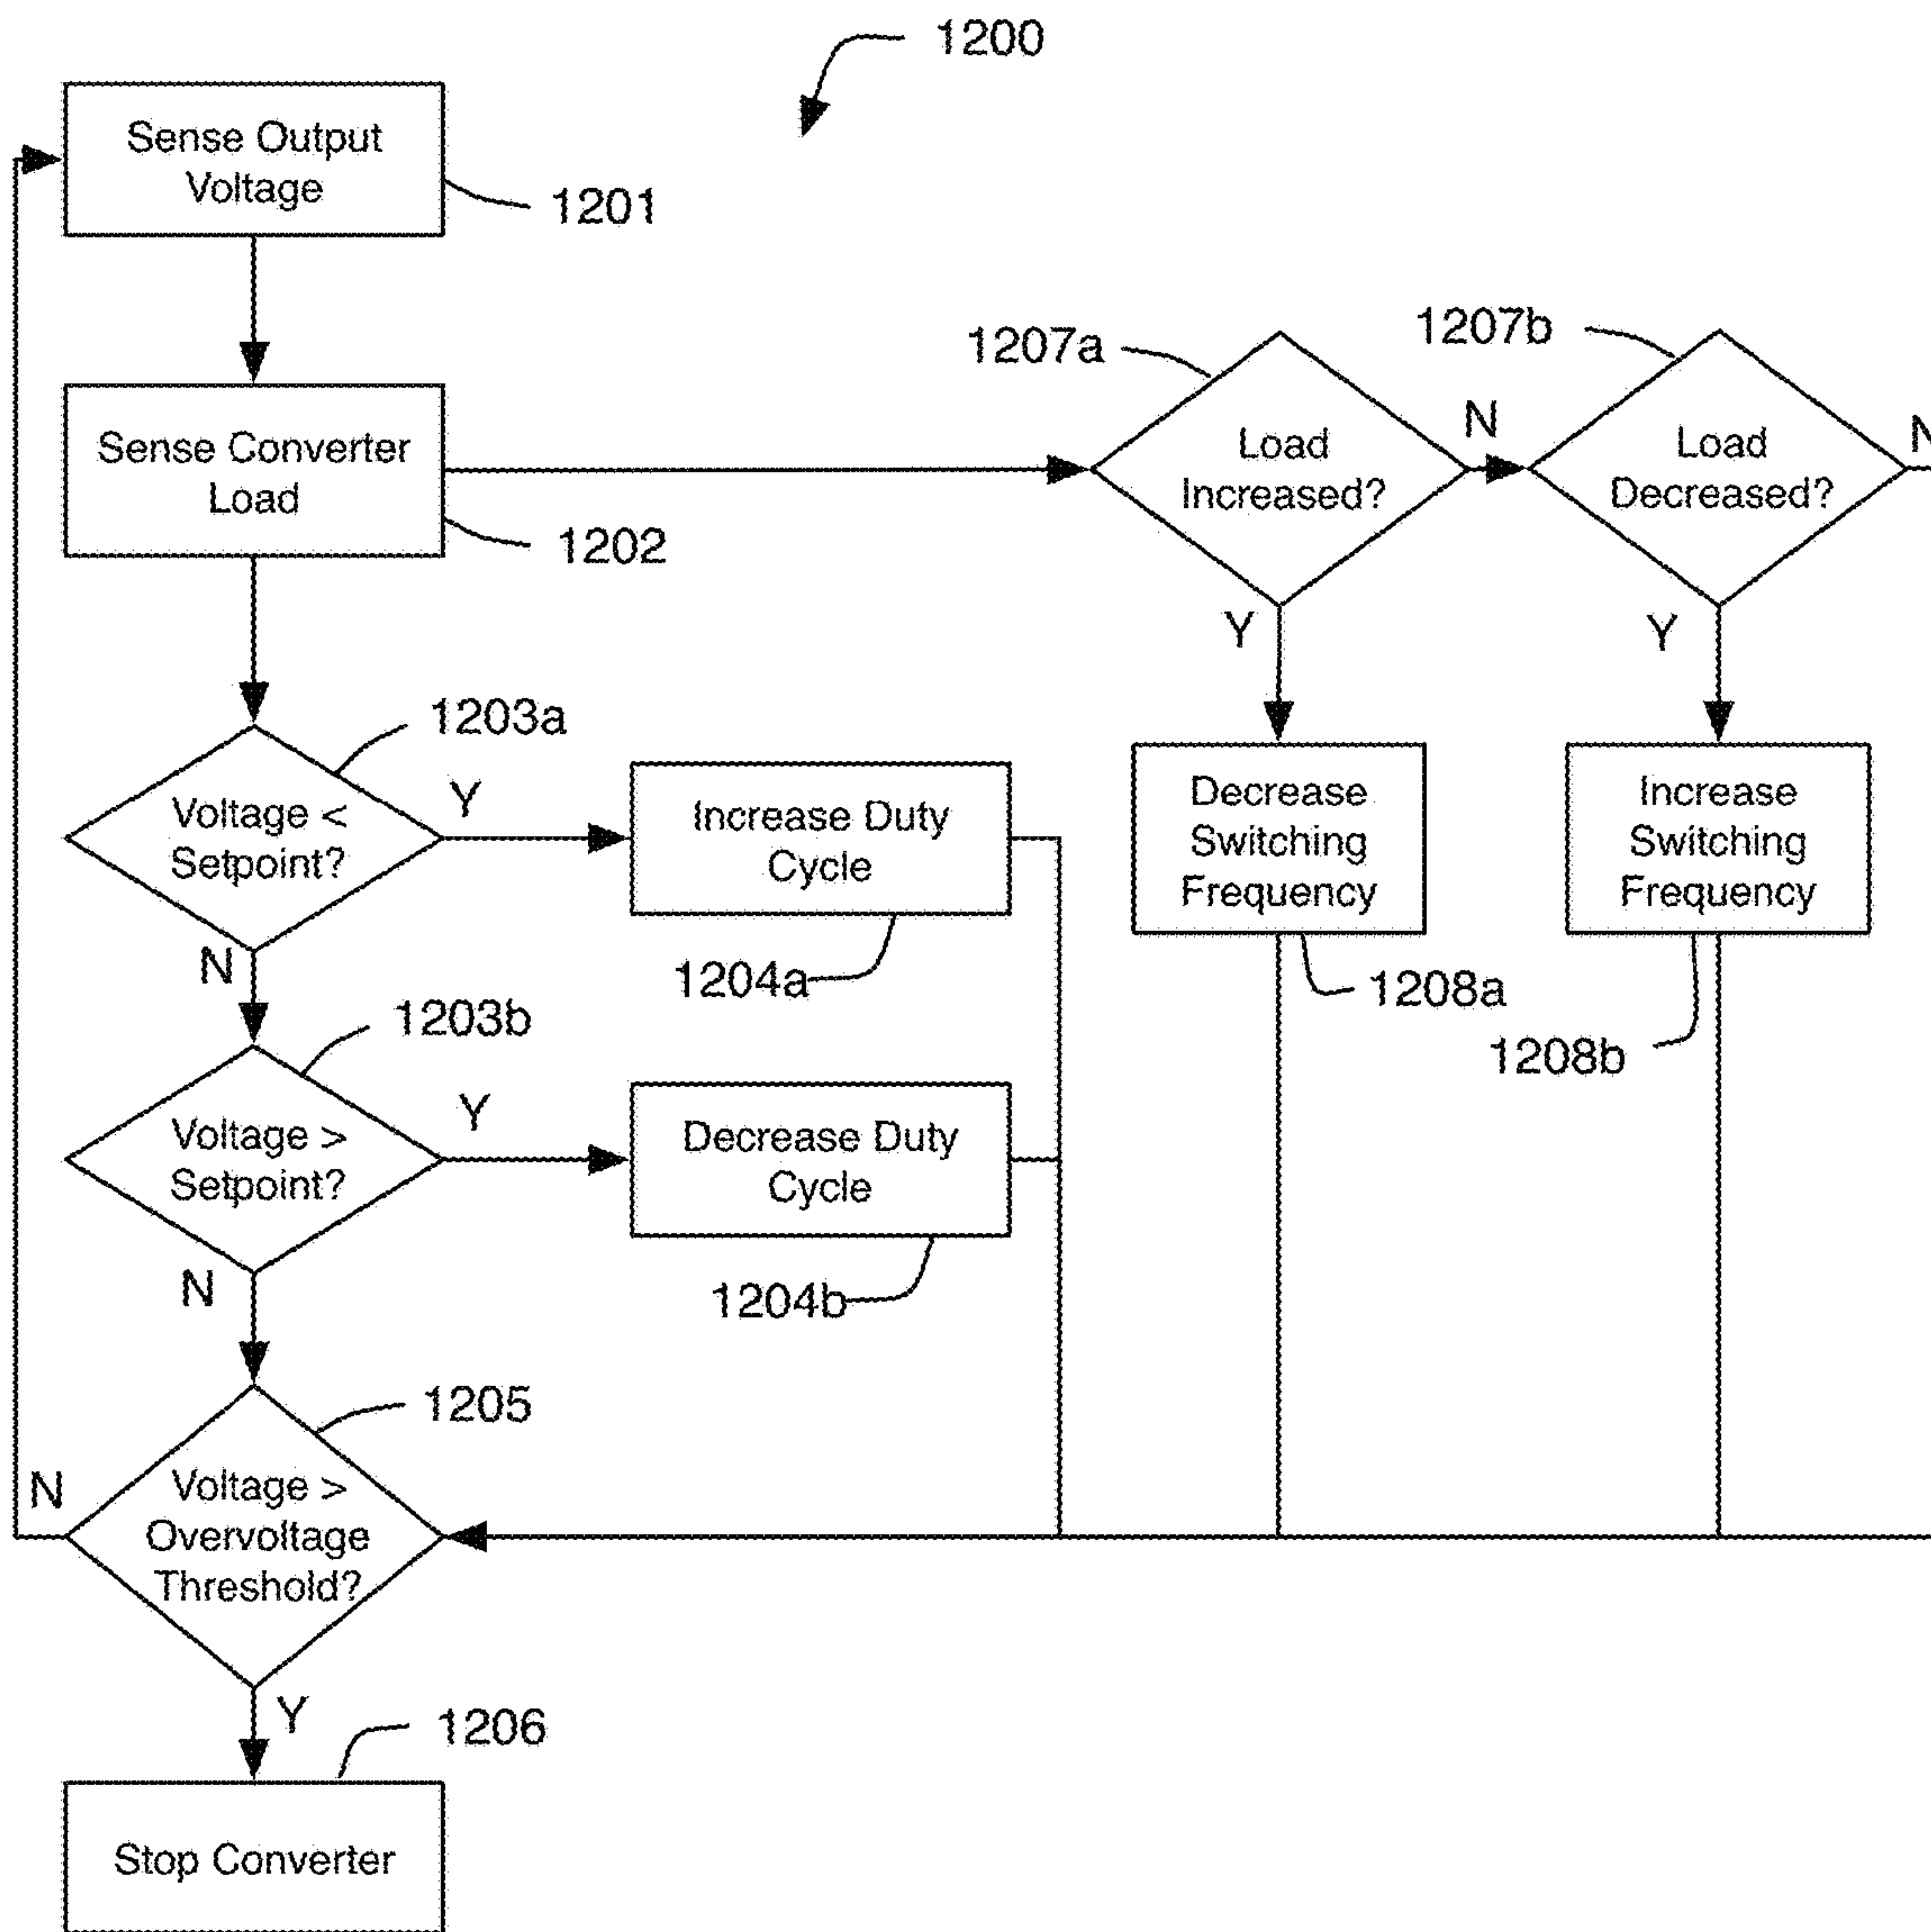 1200
Sense Output
Voltage
1201
Sense Converter
Load
1202
1207a
Load
Increased?
N
Y
1207b
Load
Decreased?
N
Y
1203a
Voltage <
Setpoint?
Y
N
Increase Duty
Cycle
1204a
Decrease
Switching
Frequency
1208a
Increase
Switching
Frequency
1208b
1203b
Voltage >
Setpoint?
Y
N
Decrease Duty
Cycle
1204b
1205
Voltage >
Overvoltage
Threshold?
N
Y
1206
Stop Converter